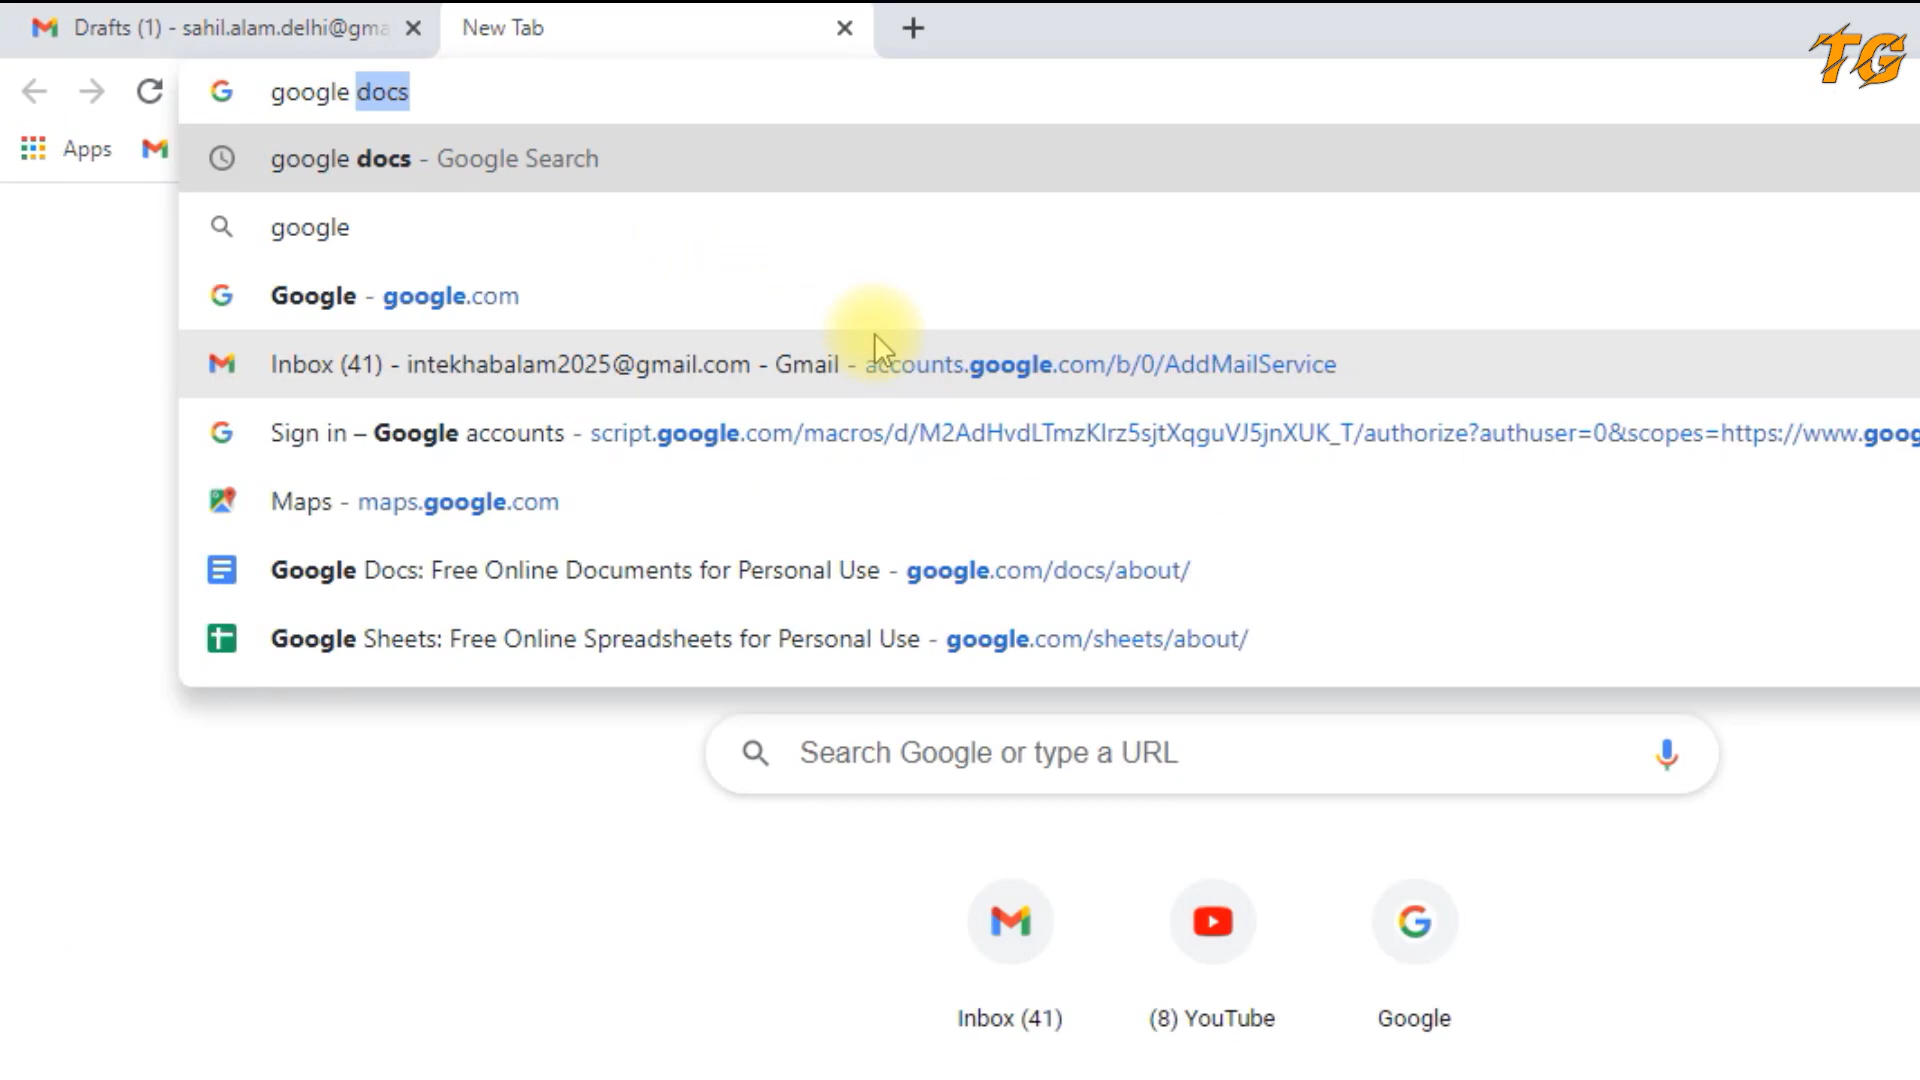 Drafts (1) - sahil.alam.delhi@gma
New Tab
TG
google docs
Apps
google docs - Google Search
google
Google - google.com
Inbox (41) - intekhabalam2025@gmail.com - Gmail - accounts.google.com/b/0/AddMailService
Sign in – Google accounts - script.google.com/macros/d/M2AdHvdLTmzKIrz5sjtXqguVJ5jnXUK_T/authorize?authuser=0&scopes=https://www.goog
Maps - maps.google.com
Google Docs: Free Online Documents for Personal Use - google.com/docs/about/
Google Sheets: Free Online Spreadsheets for Personal Use - google.com/sheets/about/
Search Google or type a URL
Inbox (41)
(8) YouTube
Google